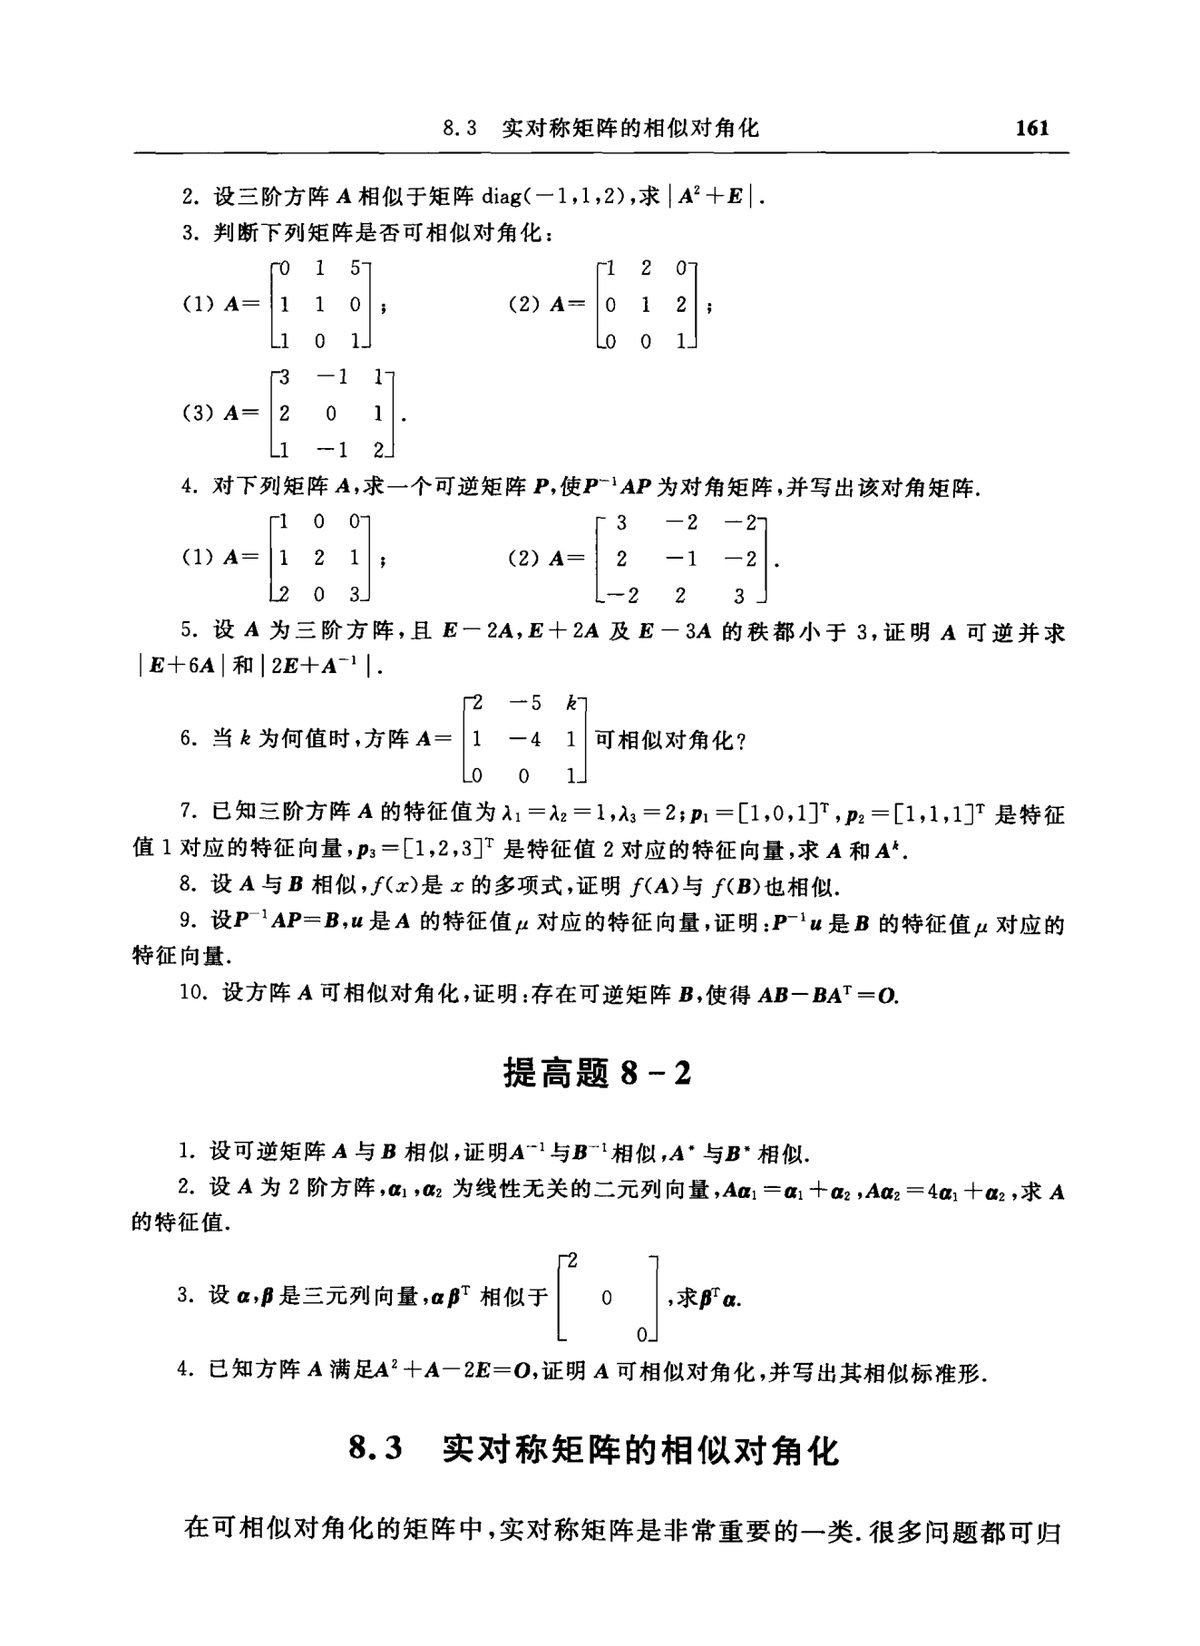 8.3 实对称矩阵的相似对角化 161
2. 设三阶方阵 A 相似于矩阵 diag(−1,1,2),求|A²+E|.
3. 判断下列矩阵是否可相似对角化:
(1) A=[0 1 5; 1 1 0; 1 0 1]; (2) A=[1 2 0; 0 1 2; 0 0 1];
(3) A=[3 −1 1; 2 0 1; 1 −1 2].
4. 对下列矩阵 A,求一个可逆矩阵 P,使P⁻¹AP 为对角矩阵,并写出该对角矩阵.
(1) A=[1 0 0; 1 2 1; 2 0 3]; (2) A=[3 −2 −2; 2 −1 −2; −2 2 3].
5. 设 A 为三阶方阵,且 E−2A,E+2A 及 E−3A 的秩都小于 3,证明 A 可逆并求
|E+6A|和|2E+A⁻¹|.
6. 当 k 为何值时,方阵 A=[2 −5 k; 1 −4 1; 0 0 1]可相似对角化?
7. 已知三阶方阵 A 的特征值为 λ₁=λ₂=1,λ₃=2;p₁=[1,0,1]ᵀ,p₂=[1,1,1]ᵀ 是特征
值 1 对应的特征向量,p₃=[1,2,3]ᵀ 是特征值 2 对应的特征向量,求 A 和 Aᵏ.
8. 设 A 与 B 相似,f(x)是 x 的多项式,证明 f(A)与 f(B)也相似.
9. 设P⁻¹AP=B,u 是 A 的特征值 μ 对应的特征向量,证明:P⁻¹u 是 B 的特征值 μ 对应的
特征向量.
10. 设方阵 A 可相似对角化,证明:存在可逆矩阵 B,使得 AB−BAᵀ=O.
提高题 8－2
1. 设可逆矩阵 A 与 B 相似,证明A⁻¹与B⁻¹相似,A* 与B* 相似.
2. 设 A 为 2 阶方阵,α₁,α₂ 为线性无关的二元列向量,Aα₁=α₁+α₂,Aα₂=4α₁+α₂,求 A
的特征值.
3. 设 α,β 是三元列向量,αβᵀ 相似于[2 0 0],求βᵀα.
4. 已知方阵 A 满足A²+A−2E=O,证明 A 可相似对角化,并写出其相似标准形.
8.3 实对称矩阵的相似对角化
在可相似对角化的矩阵中,实对称矩阵是非常重要的一类. 很多问题都可归